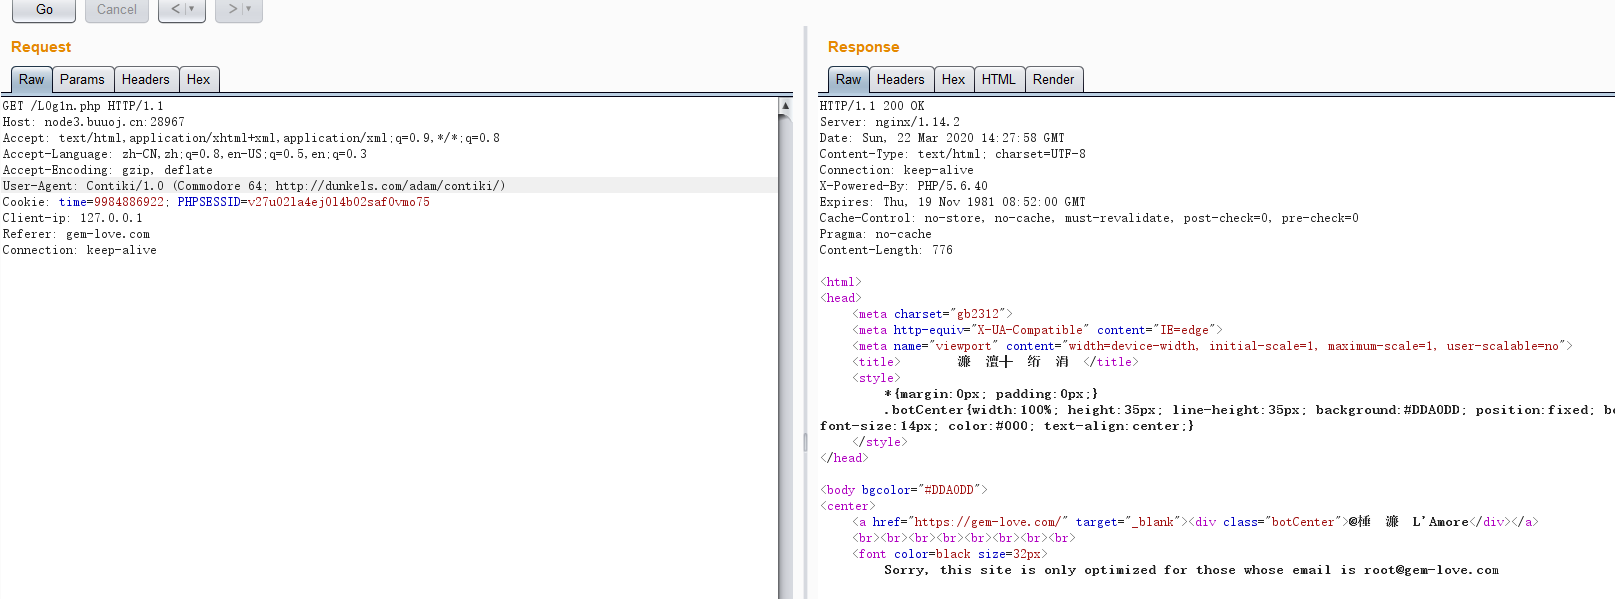 Go Cancel < ▾ > ▾
Request
Raw Params Headers Hex
GET /L0g1n.php HTTP/1.1
Host: node3.buuoj.cn:28967
Accept: text/html,application/xhtml+xml,application/xml;q=0.9,*/*;q=0.8
Accept-Language: zh-CN,zh;q=0.8,en-US;q=0.5,en;q=0.3
Accept-Encoding: gzip, deflate
User-Agent: Contiki/1.0 (Commodore 64; http://dunkels.com/adam/contiki/)
Cookie: time=9984886922; PHPSESSID=v27u02la4ej0l4b02saf0vmo75
Client-ip: 127.0.0.1
Referer: gem-love.com
Connection: keep-alive
Response
Raw Headers Hex HTML Render
HTTP/1.1 200 OK
Server: nginx/1.14.2
Date: Sun, 22 Mar 2020 14:27:58 GMT
Content-Type: text/html; charset=UTF-8
Connection: keep-alive
X-Powered-By: PHP/5.6.40
Expires: Thu, 19 Nov 1981 08:52:00 GMT
Cache-Control: no-store, no-cache, must-revalidate, post-check=0, pre-check=0
Pragma: no-cache
Content-Length: 776
<html>
<head>
<meta charset="gb2312">
<meta http-equiv="X-UA-Compatible" content="IE=edge">
<meta name="viewport" content="width=device-width, initial-scale=1, maximum-scale=1, user-scalable=no">
<title> 濂 澶十 绗 涓 </title>
<style>
*{margin:0px; padding:0px;}
.botCenter{width:100%; height:35px; line-height:35px; background:#DDA0DD; position:fixed;
font-size:14px; color:#000; text-align:center;}
</style>
</head>
<body bgcolor="#DDA0DD">
<center>
<a href="https://gem-love.com/" target="_blank"><div class="botCenter">@棰 濂 L'Amore</div></a>
<br><br><br><br><br><br><br><br>
<font color=black size=32px>
Sorry, this site is only optimized for those whose email is root@gem-love.com